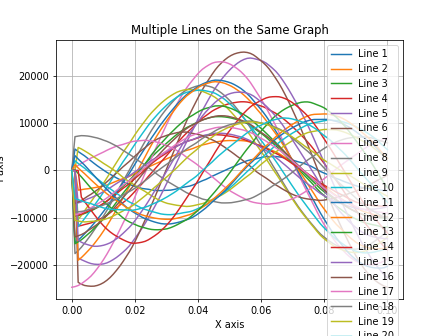 Multiple Lines on the Same Graph
20000
10000
0
−10000
−20000
0.00
0.02
0.04
0.06
X axis
Line 1
Line 2
Line 3
Line 4
Line 5
Line 6
Line 7
Line 8
Line 9
Line 10
Line 11
Line 12
Line 13
Line 14
Line 15
Line 16
Line 17
Line 18
Line 19
Line 20